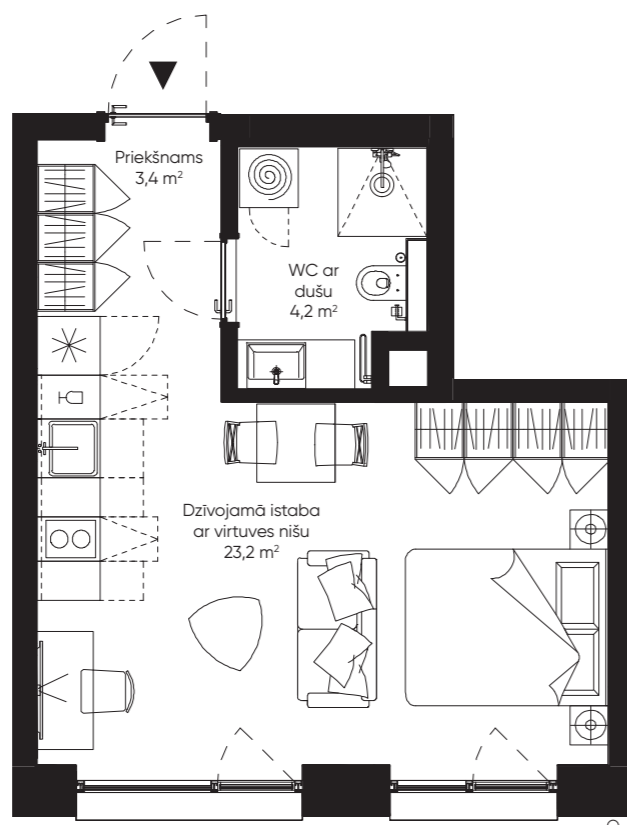 Priekšnams
3,4 m²
WC ar
dušu
4,2 m²
Dzīvojamā istaba
ar virtuves nišu
23,2 m²